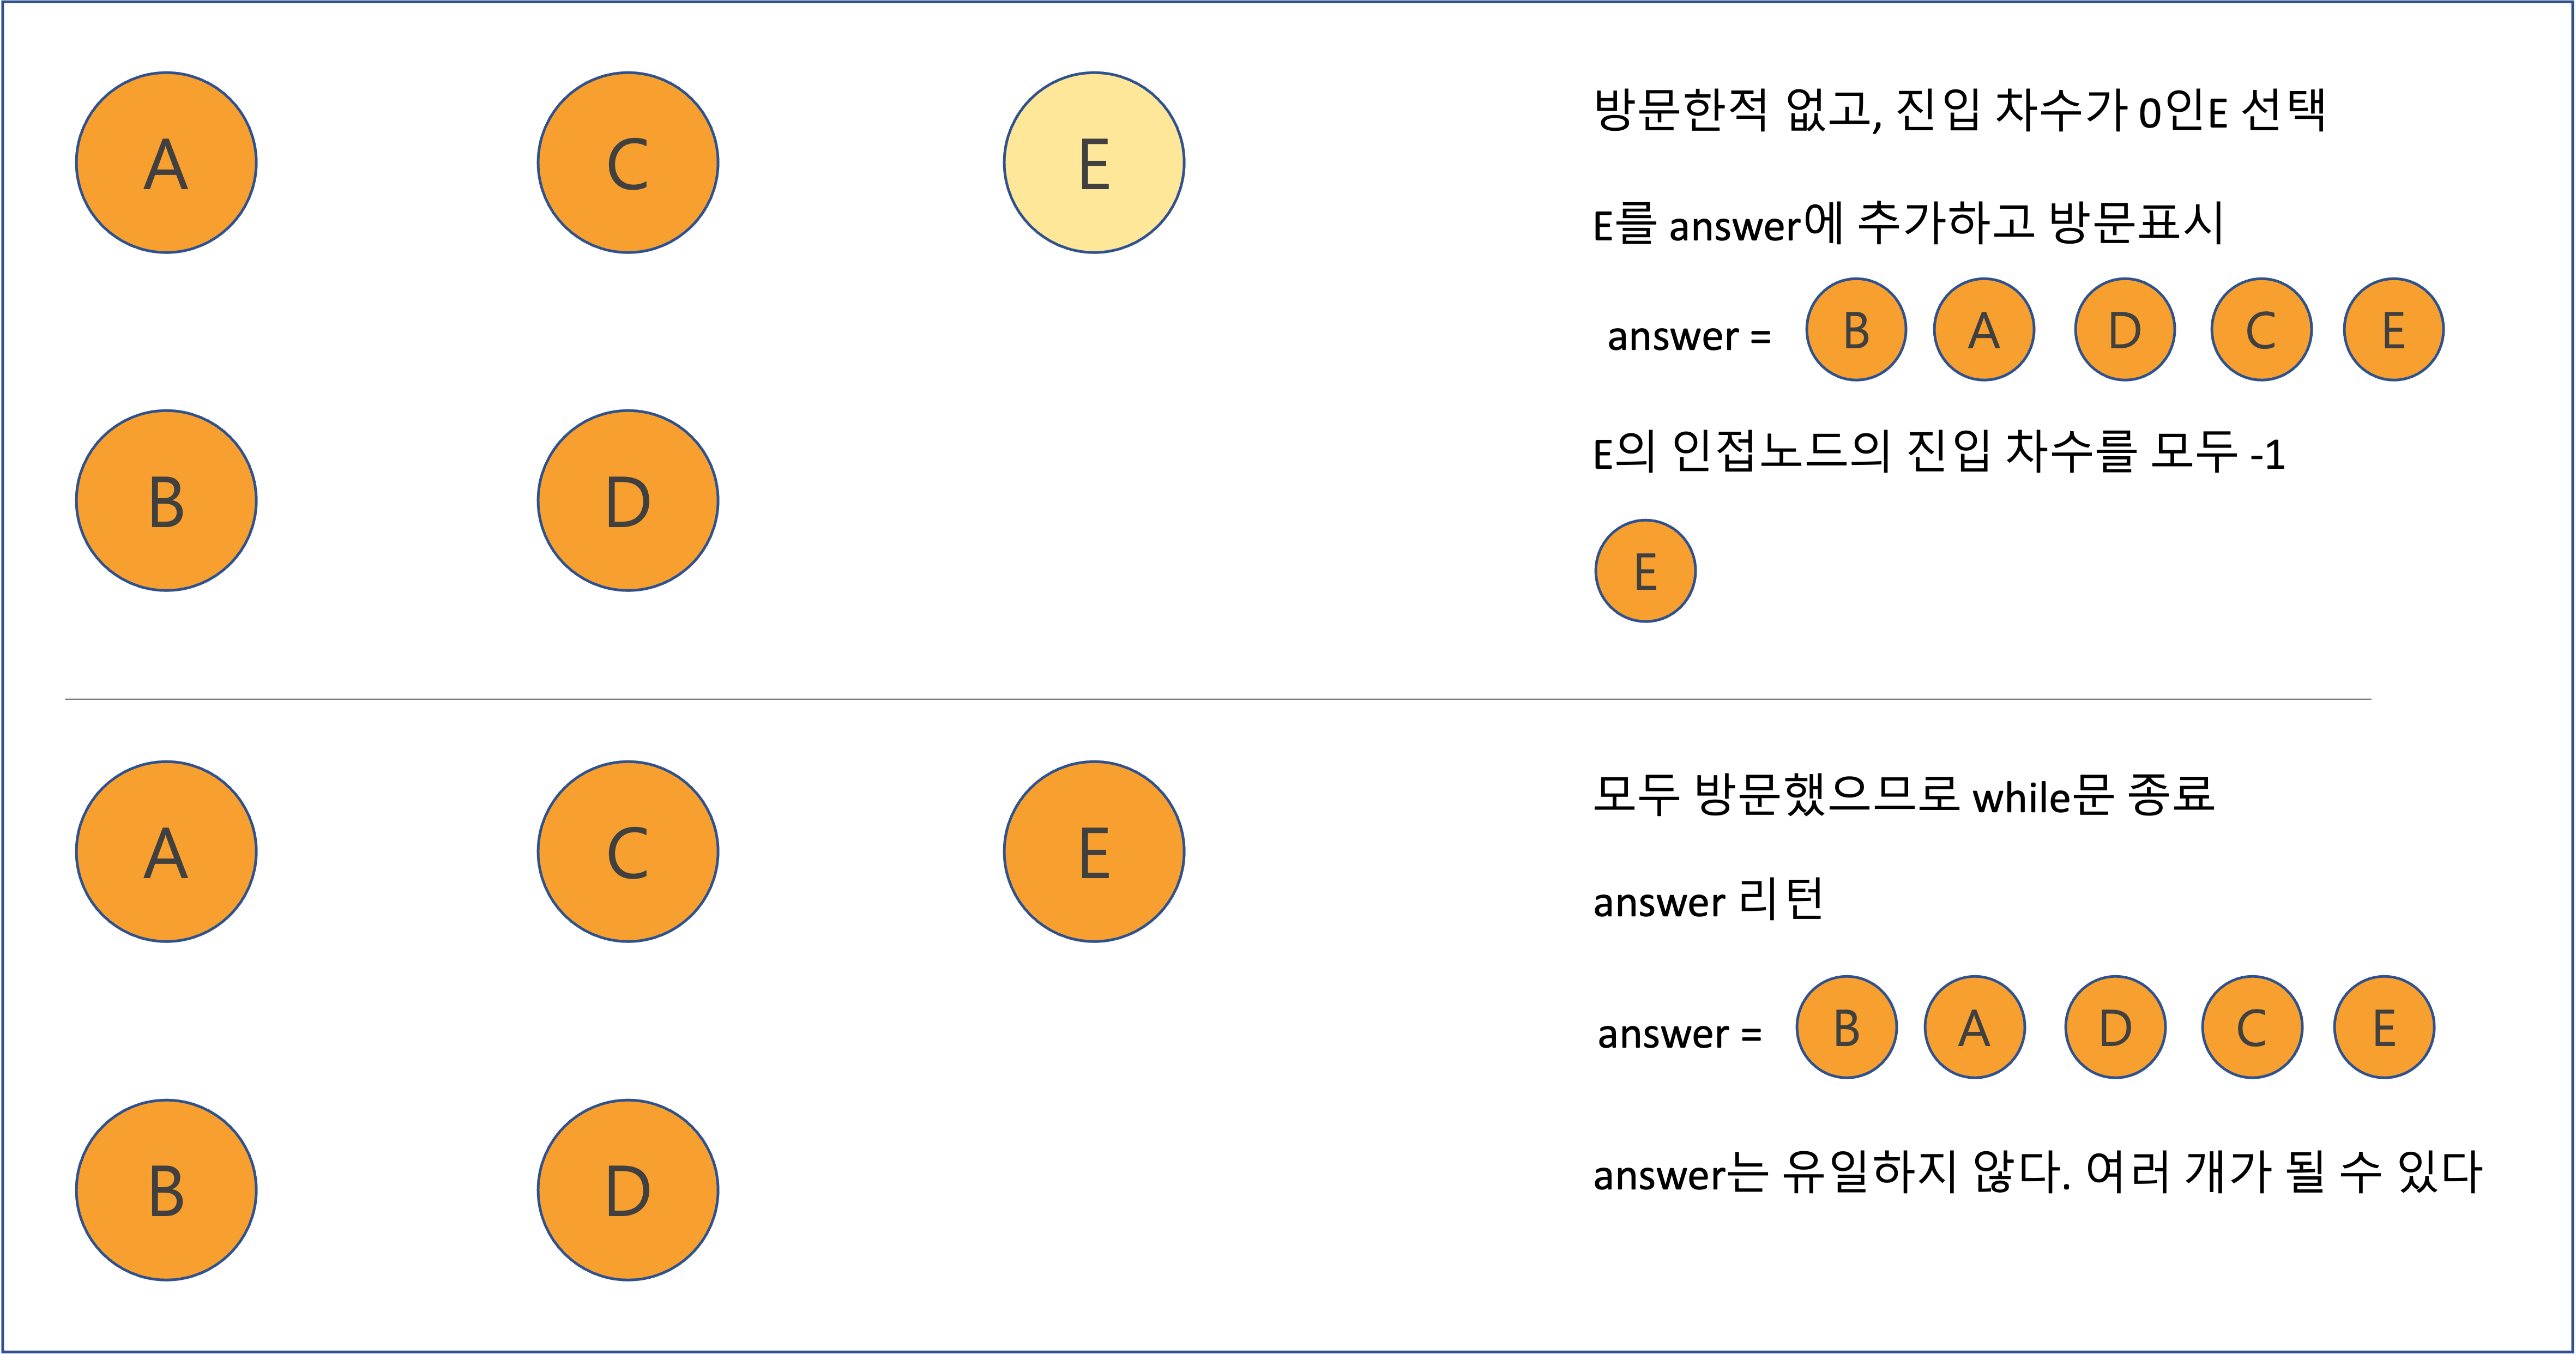 A C E
B D
방문한적 없고, 진입 차수가 0인E 선택
E를 answer에 추가하고 방문표시
answer = B A D C E
E의 인접노드의 진입 차수를 모두 -1
E
A C E
B D
모두 방문했으므로 while문 종료
answer 리턴
answer = B A D C E
answer는 유일하지 않다. 여러 개가 될 수 있다